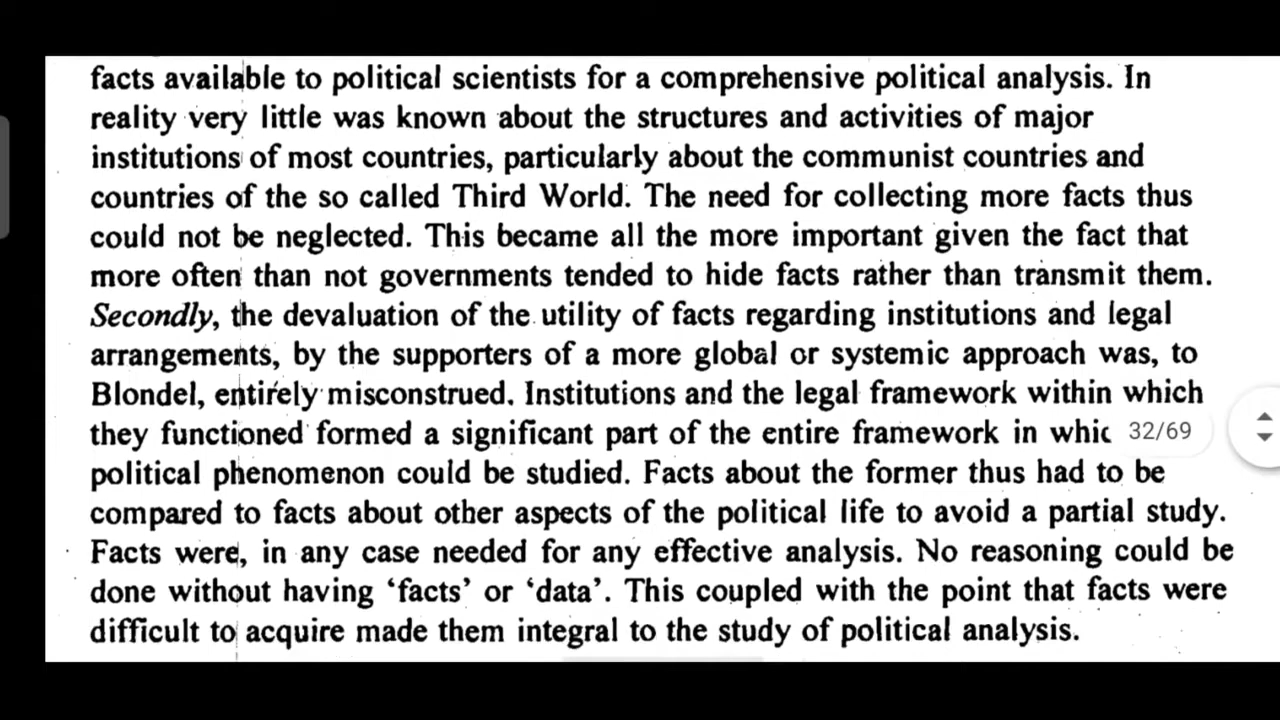 facts available to political scientists for a comprehensive political analysis. In
reality very little was known about the structures and activities of major
institutions of most countries, particularly about the communist countries and
countries of the so called Third World. The need for collecting more facts thus
could not be neglected. This became all the more important given the fact that
more often than not governments tended to hide facts rather than transmit them.
Secondly, the devaluation of the utility of facts regarding institutions and legal
arrangements, by the supporters of a more global or systemic approach was, to
Blondel, entirely misconstrued. Institutions and the legal framework within which
they functioned formed a significant part of the entire framework in whic 32/69
political phenomenon could be studied. Facts about the former thus had to be
compared to facts about other aspects of the political life to avoid a partial study.
Facts were, in any case needed for any effective analysis. No reasoning could be
done without having ‘facts’ or ‘data’. This coupled with the point that facts were
difficult to acquire made them integral to the study of political analysis.